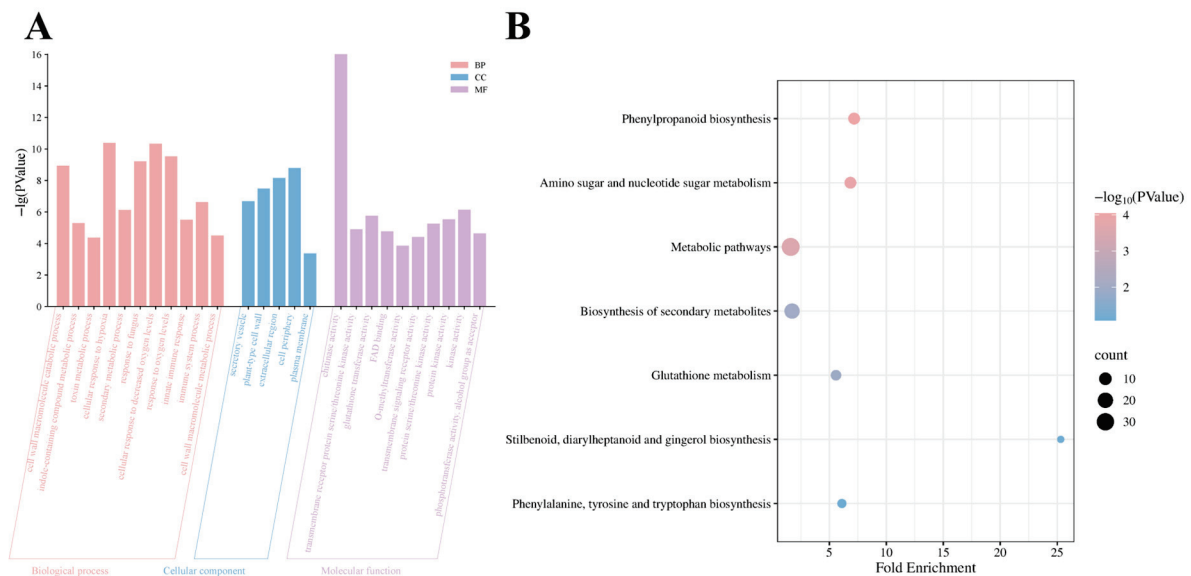 A
16
14
12
10
8
6
4
2
0
−lg(PValue)
BP
CC
MF
cell wall macromolecule catabolic process
indole-containing compound metabolic process
toxin metabolic process
cellular response to hypoxia
secondary metabolic process
response to fungus
cellular response to decreased oxygen levels
response to oxygen levels
innate immune response
immune system process
cell wall macromolecule metabolic process
secretory vesicle
plant-type cell wall
extracellular region
cell periphery
plasma membrane
chitinase activity
transmembrane receptor protein serine/threonine kinase activity
glutathione transferase activity
FAD binding
O-methyltransferase activity
transmembrane signaling receptor activity
protein serine/threonine kinase activity
protein kinase activity
kinase activity
phosphotransferase activity, alcohol group as acceptor
Biological process
Cellular component
Molecular function
B
Phenylpropanoid biosynthesis
Amino sugar and nucleotide sugar metabolism
Metabolic pathways
Biosynthesis of secondary metabolites
Glutathione metabolism
Stilbenoid, diarylheptanoid and gingerol biosynthesis
Phenylalanine, tyrosine and tryptophan biosynthesis
5
10
15
20
25
Fold Enrichment
−log10(PValue)
4
3
2
count
10
20
30